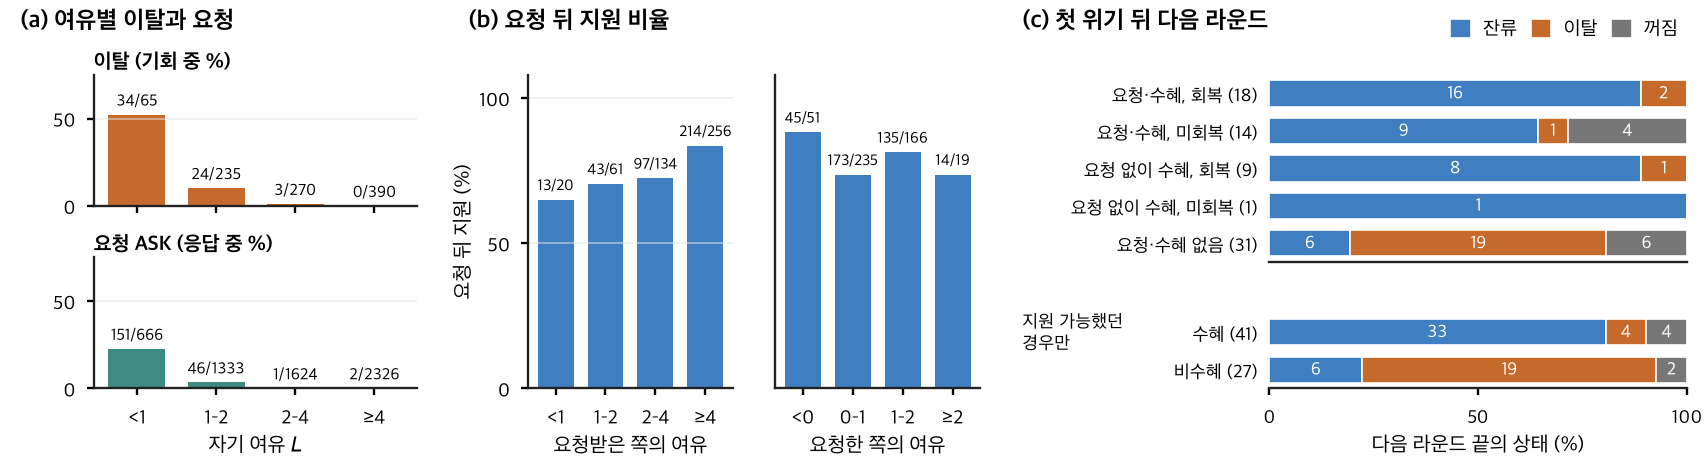 (a) 여유별 이탈과 요청
이탈 (기회 중 %)
50
0
34/65
24/235
3/270
0/390
요청 ASK (응답 중 %)
50
0
151/666
46/1333
1/1624
2/2326
<1
1-2
2-4
≥4
자기 여유 L
(b) 요청 뒤 지원 비율
요청 뒤 지원 (%)
100
50
0
13/20
43/61
97/134
214/256
<1
1-2
2-4
≥4
요청받은 쪽의 여유
45/51
173/235
135/166
14/19
<0
0-1
1-2
≥2
요청한 쪽의 여유
(c) 첫 위기 뒤 다음 라운드
잔류 이탈 꺼짐
요청·수혜, 회복 (18) 16 2
요청·수혜, 미회복 (14) 9 1 4
요청 없이 수혜, 회복 (9) 8 1
요청 없이 수혜, 미회복 (1) 1
요청·수혜 없음 (31) 6 19 6
지원 가능했던
경우만
수혜 (41) 33 4 4
비수혜 (27) 6 19 2
0 50 100
다음 라운드 끝의 상태 (%)